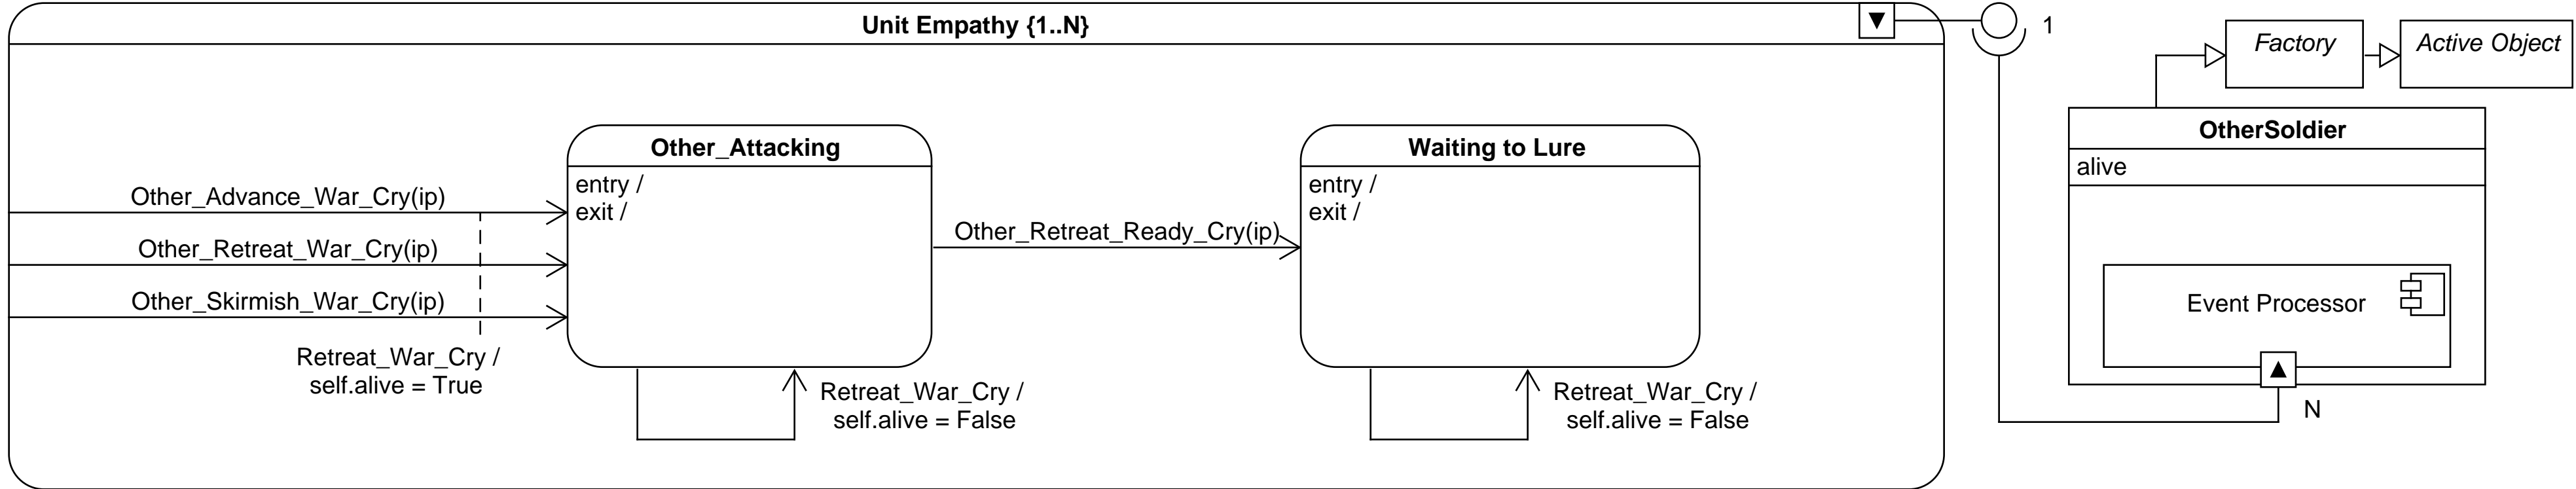 Unit Empathy {1..N}
1
Factory
Active Object
OtherSoldier
alive
Event Processor
N
Other_Attacking
entry /
exit /
Waiting to Lure
entry /
exit /
Other_Advance_War_Cry(ip)
Other_Retreat_War_Cry(ip)
Other_Skirmish_War_Cry(ip)
Other_Retreat_Ready_Cry(ip)
Retreat_War_Cry /
self.alive = True
Retreat_War_Cry /
self.alive = False
Retreat_War_Cry /
self.alive = False